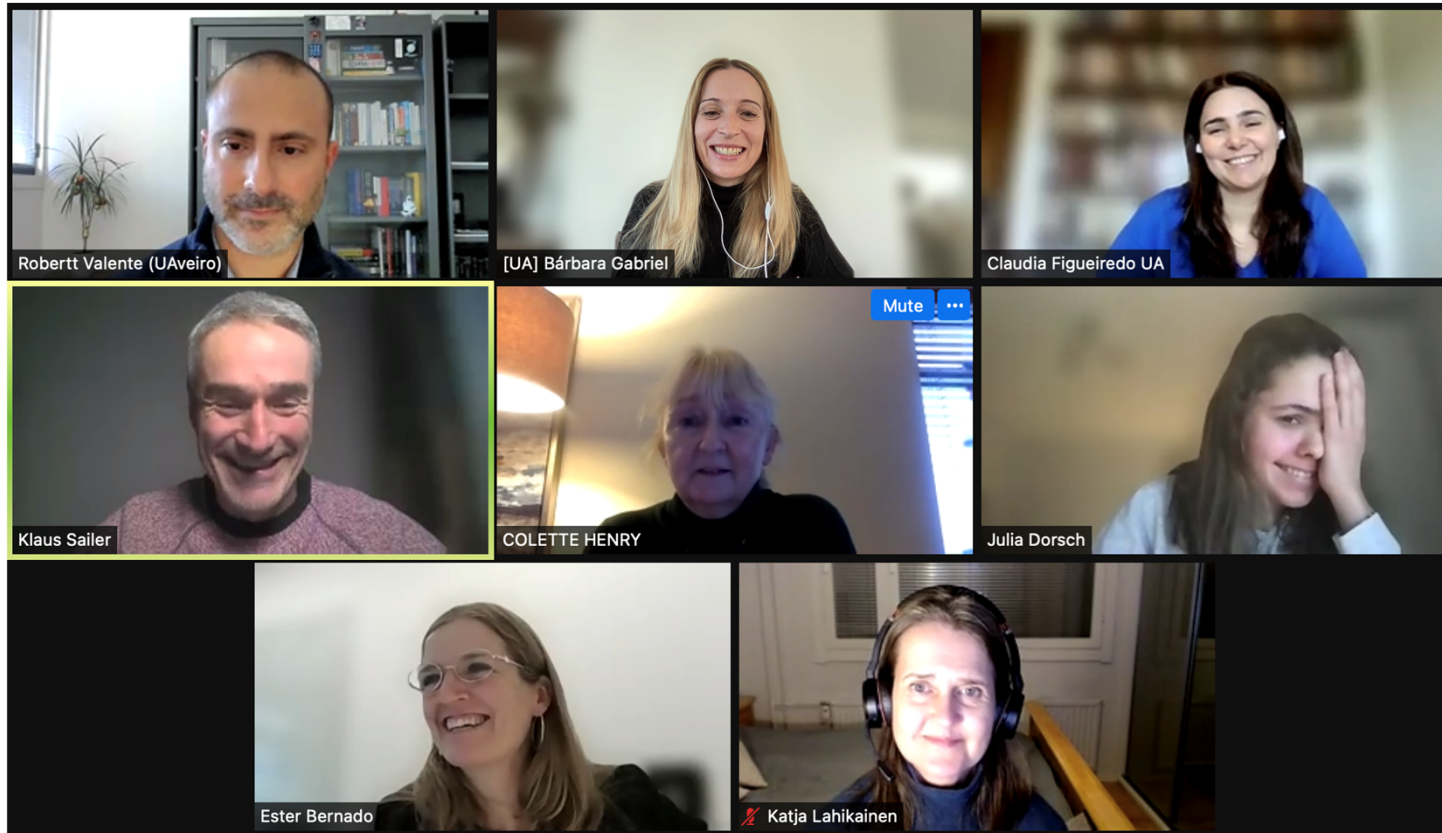 Robertt Valente (UAveiro)
[UA] Bárbara Gabriel
Claudia Figueiredo UA
Mute
Klaus Sailer
COLETTE HENRY
Julia Dorsch
Ester Bernado
Katja Lahikainen